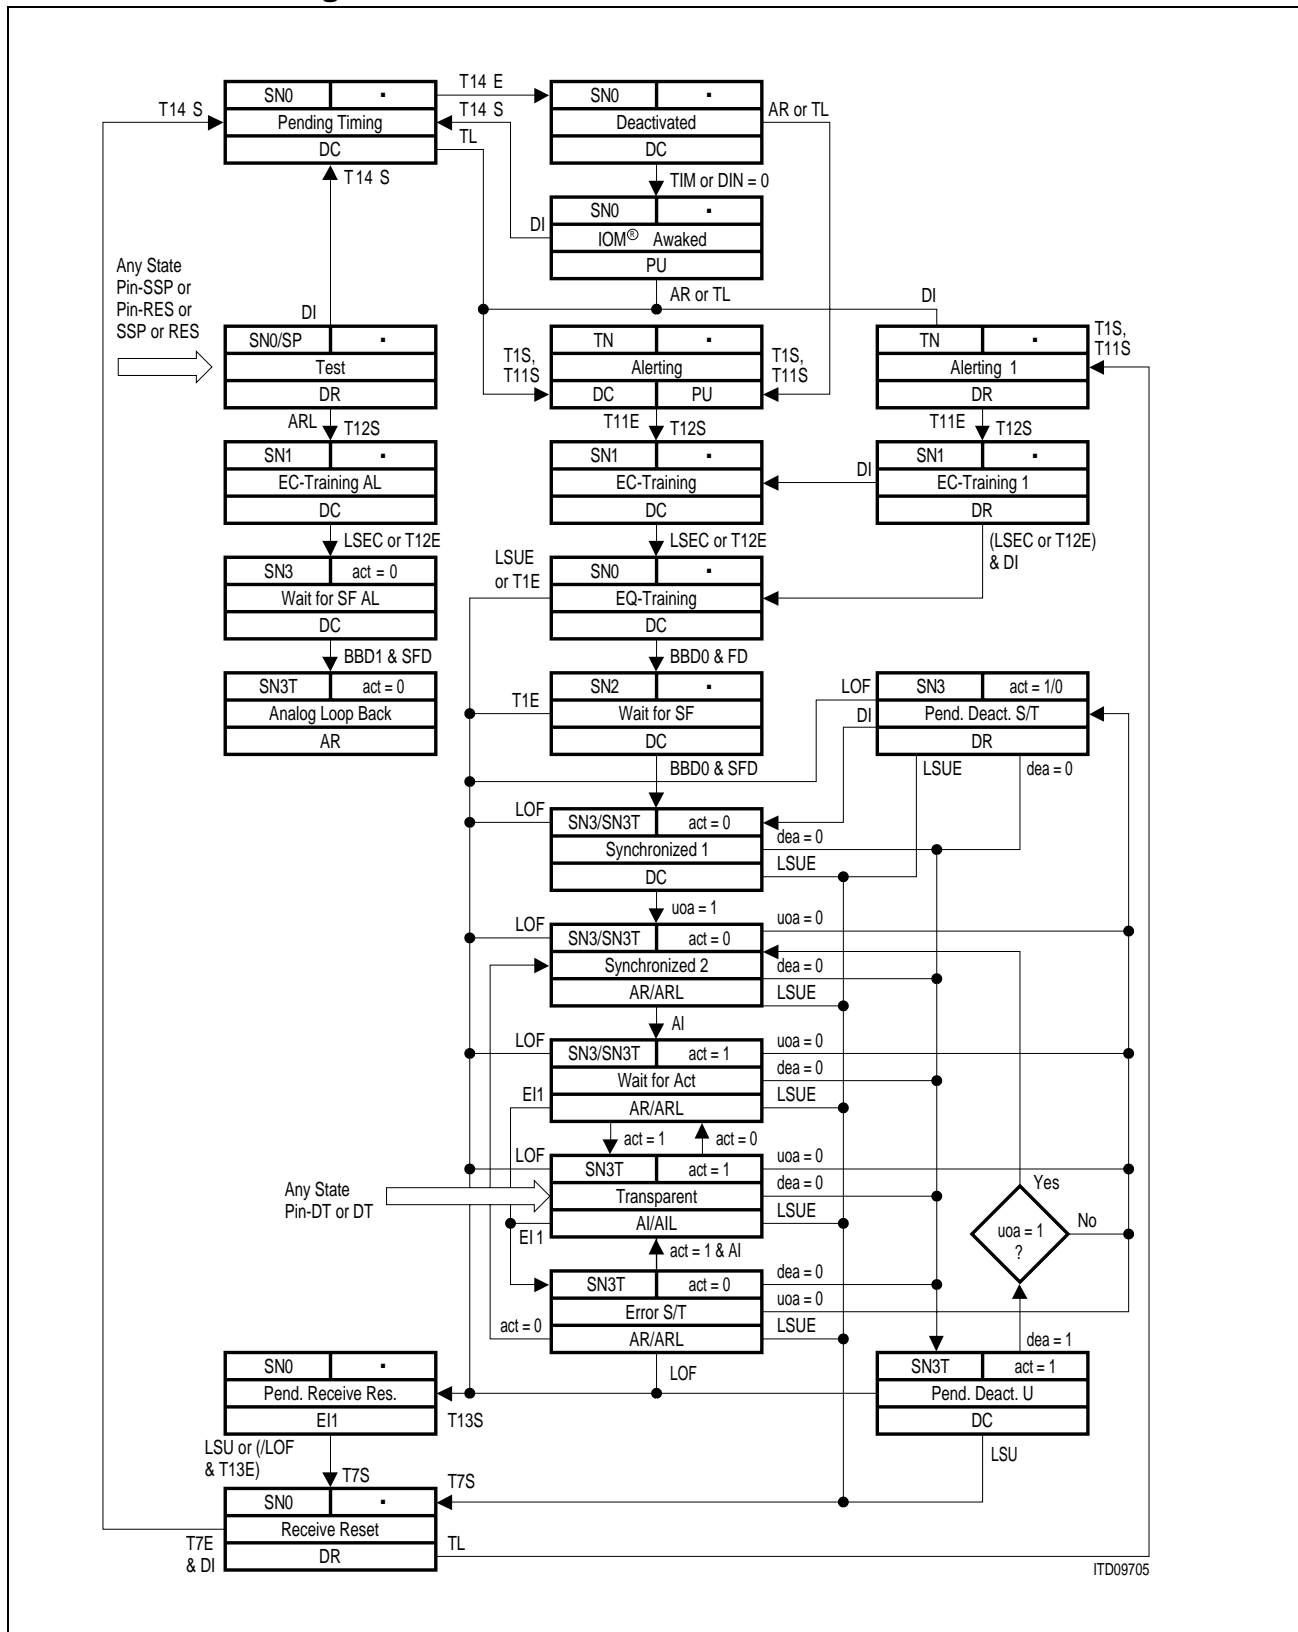 T14 S
SN0
Pending Timing
DC
T14 E
T14 S
TL
T14 S
SN0
Deactivated
DC
AR or TL
TIM or DIN = 0
SN0
IOM® Awaked
PU
DI
AR or TL
DI
Any State
Pin-SSP or
Pin-RES or
SSP or RES
DI
SN0/SP
Test
DR
T1S,
T11S
TN
Alerting
DC PU
T1S,
T11S
TN
Alerting 1
DR
T1S,
T11S
ARL T12S
T11E T12S
T11E T12S
SN1
EC-Training AL
DC
SN1
EC-Training
DC
DI
SN1
EC-Training 1
DR
LSEC or T12E
LSEC or T12E
(LSEC or T12E)
& DI
LSUE
or T1E
SN3 act = 0
Wait for SF AL
DC
SN0
EQ-Training
DC
BBD1 & SFD
BBD0 & FD
SN3T act = 0
Analog Loop Back
AR
T1E
SN2
Wait for SF
DC
LOF
DI
SN3 act = 1/0
Pend. Deact. S/T
DR
BBD0 & SFD
LSUE
dea = 0
LOF
SN3/SN3T act = 0
Synchronized 1
DC
dea = 0
LSUE
uoa = 1
LOF
SN3/SN3T act = 0
Synchronized 2
AR/ARL
uoa = 0
dea = 0
LSUE
AI
LOF
SN3/SN3T act = 1
Wait for Act
AR/ARL
uoa = 0
dea = 0
LSUE
EI1
act = 1 act = 0
LOF
SN3T act = 1
Transparent
AI/AIL
uoa = 0
dea = 0
LSUE
Any State
Pin-DT or DT
EI1
act = 1 & AI
Yes
uoa = 1
?
No
SN3T act = 0
Error S/T
AR/ARL
dea = 0
uoa = 0
LSUE
act = 0
LOF
dea = 1
SN0
Pend. Receive Res.
EI1
T13S
SN3T act = 1
Pend. Deact. U
DC
LSU
LSU or (/LOF
& T13E)
T7S
T7S
SN0
Receive Reset
DR
T7E
& DI
TL
ITD09705